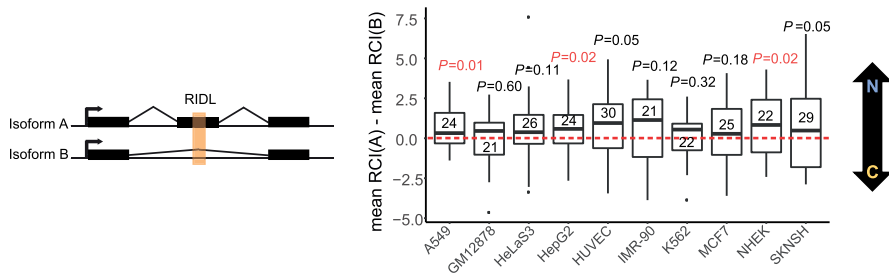 RIDL
Isoform A
Isoform B
mean RCI(A) - mean RCI(B)
7.5
5.0
2.5
0.0
-2.5
-5.0
P=0.01
P=0.60
P=0.11
P=0.02
P=0.05
P=0.12
P=0.32
P=0.18
P=0.02
P=0.05
24
21
26
24
30
21
22
25
22
29
A549
GM12878
HeLaS3
HepG2
HUVEC
IMR-90
K562
MCF7
NHEK
SKNSH
N
C